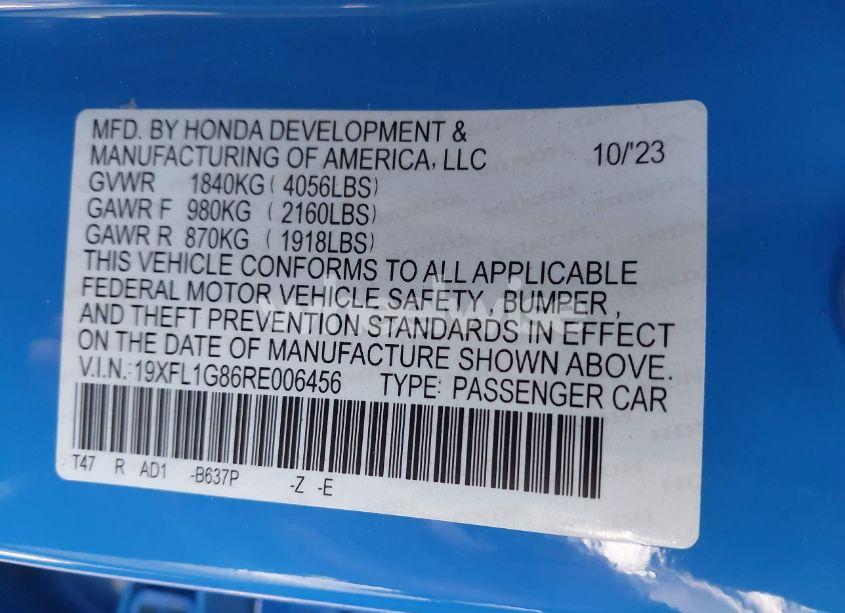 MFD. BY HONDA DEVELOPMENT &
MANUFACTURING OF AMERICA, LLC 10/'23
GVWR 1840KG ( 4056LBS)
GAWR F 980KG ( 2160LBS)
GAWR R 870KG ( 1918LBS)
THIS VEHICLE CONFORMS TO ALL APPLICABLE
FEDERAL MOTOR VEHICLE SAFETY, BUMPER,
AND THEFT PREVENTION STANDARDS IN EFFECT
ON THE DATE OF MANUFACTURE SHOWN ABOVE.
V.I.N.: 19XFL1G86RE006456 TYPE: PASSENGER CAR
T47 R AD1 -B637P -Z -E